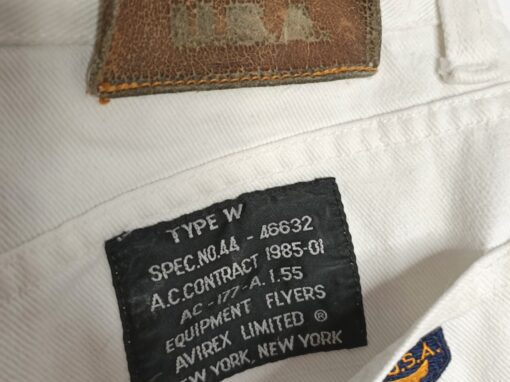 U.S.A
TYPE W
SPEC.NO.44 - 46632
A.C.CONTRACT 1985-01
AC-177-A. 1.55
EQUIPMENT FLYERS
AVIREX LIMITED ®
NEW YORK, NEW YORK
U.S.A.